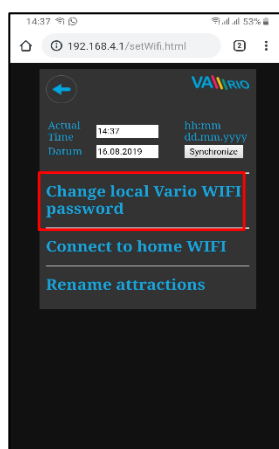 14:37 53%
192.168.4.1/setWifi.html 2
VARIO
Actual Time 14:37 hh:mm
dd.mm.yyyy
Datum 16.08.2019 Synchronize
Change local Vario WIFI
password
Connect to home WIFI
Rename attractions